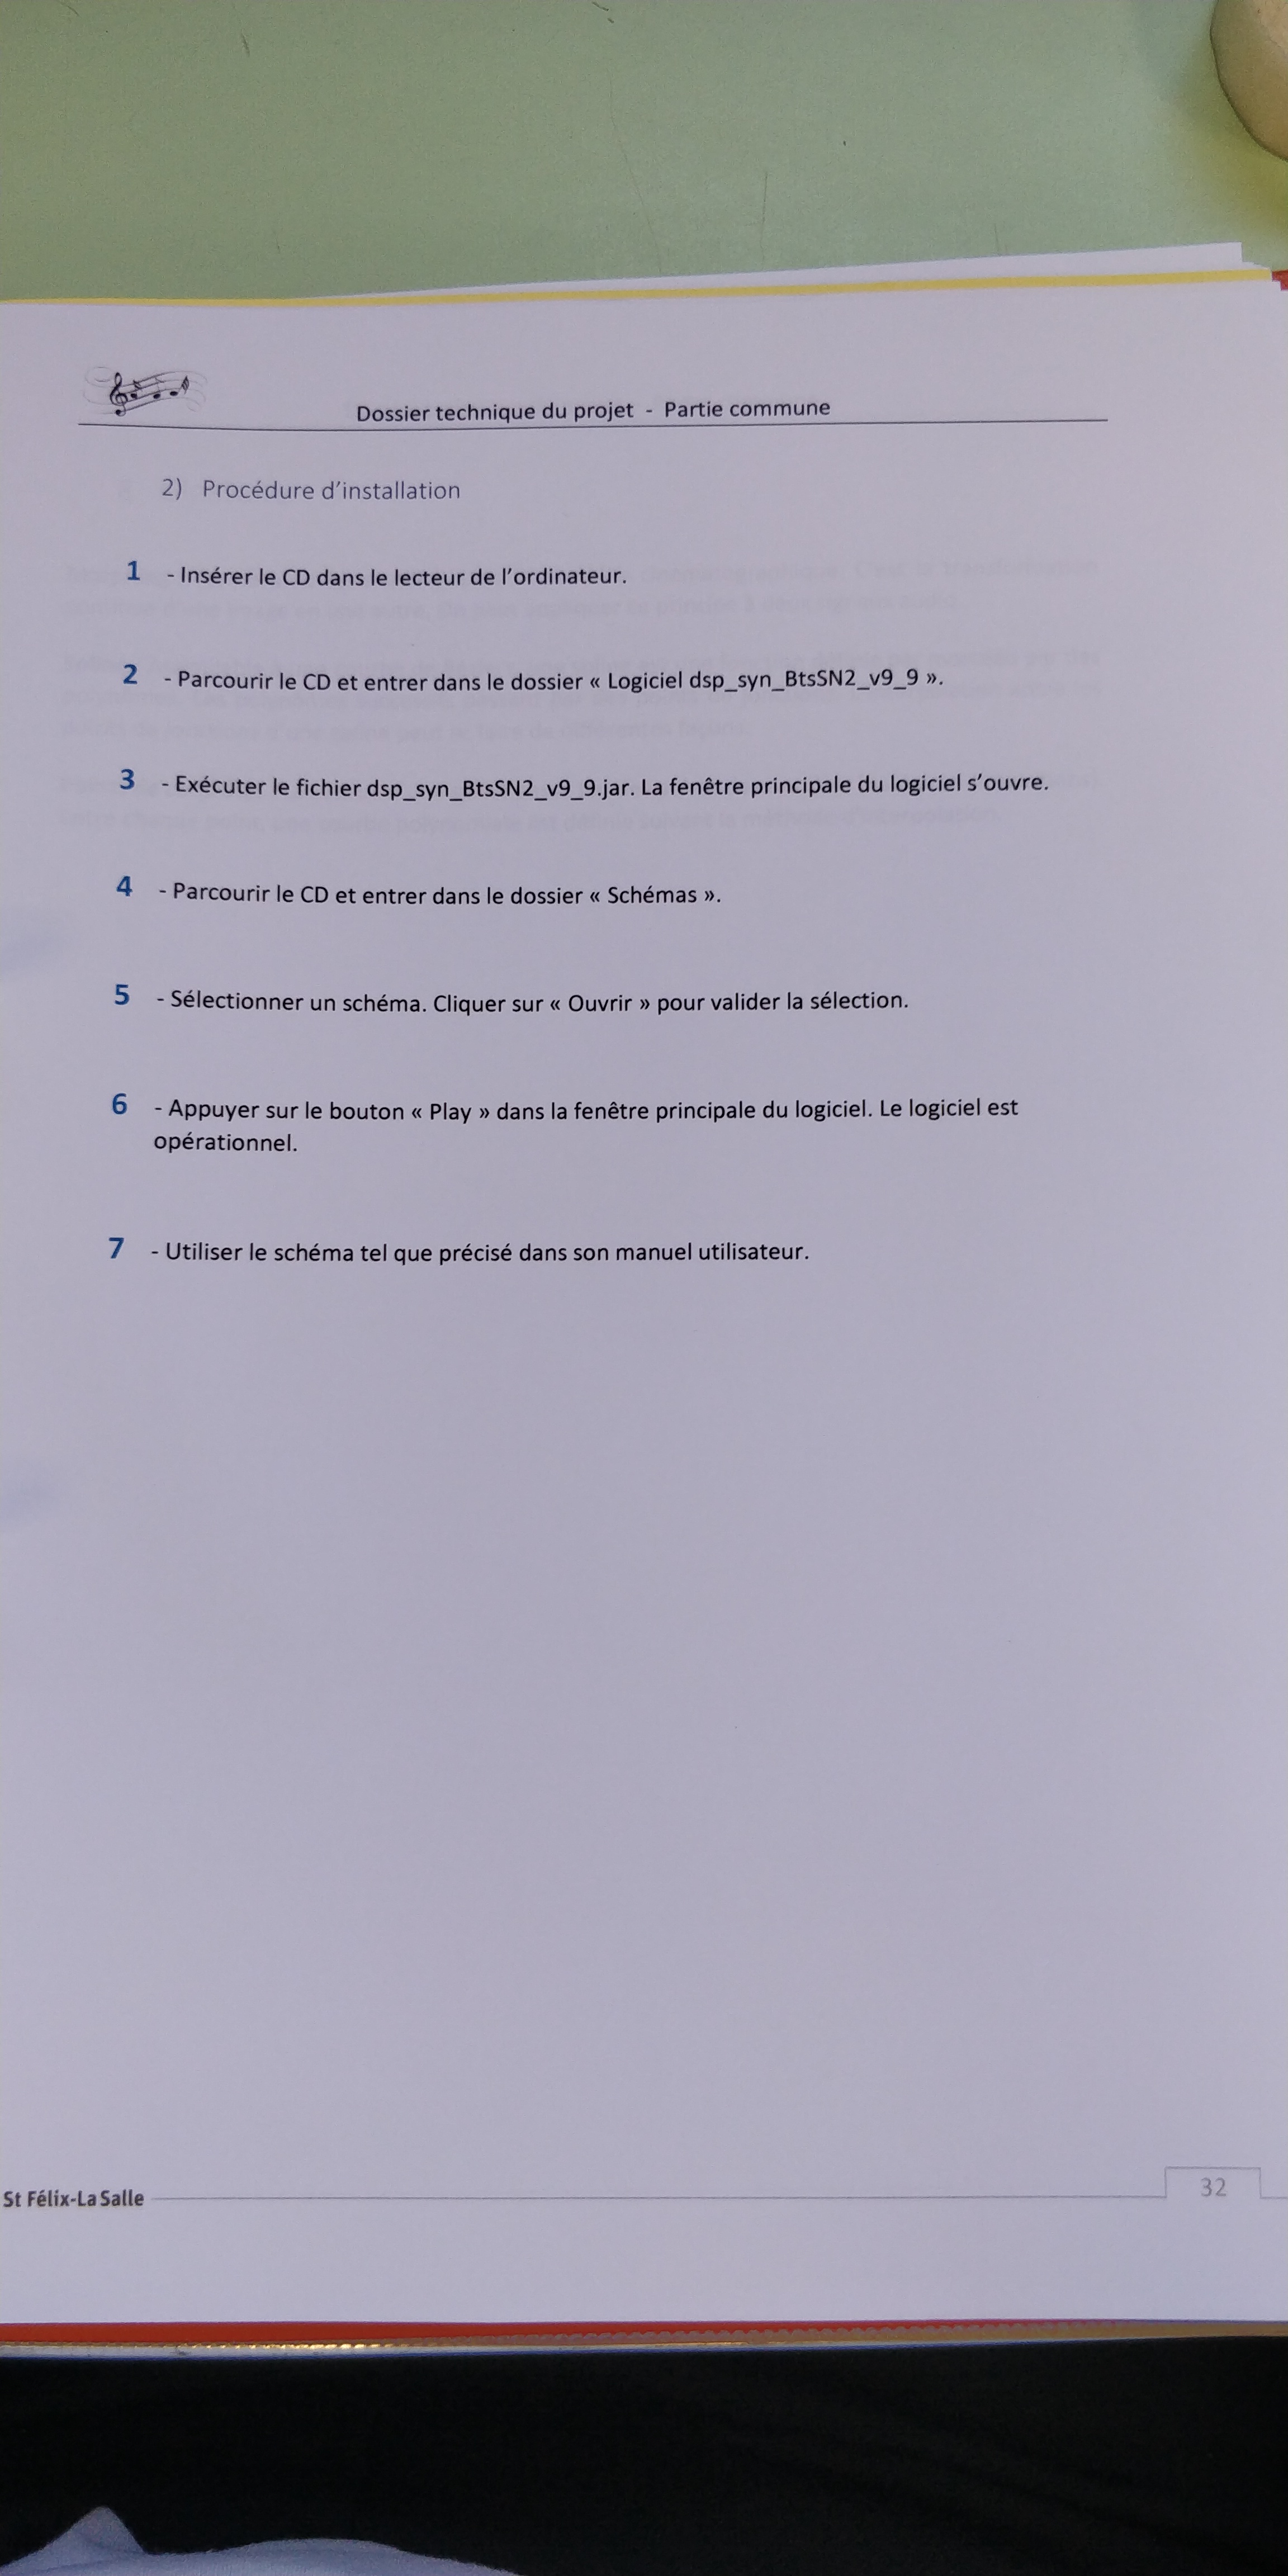 Dossier technique du projet - Partie commune
2) Procédure d'installation
1 - Insérer le CD dans le lecteur de l'ordinateur.
2 - Parcourir le CD et entrer dans le dossier « Logiciel dsp_syn_BtsSN2_v9_9 ».
3 - Exécuter le fichier dsp_syn_BtsSN2_v9_9.jar. La fenêtre principale du logiciel s'ouvre.
4 - Parcourir le CD et entrer dans le dossier « Schémas ».
5 - Sélectionner un schéma. Cliquer sur « Ouvrir » pour valider la sélection.
6 - Appuyer sur le bouton « Play » dans la fenêtre principale du logiciel. Le logiciel est
opérationnel.
7 - Utiliser le schéma tel que précisé dans son manuel utilisateur.
St Félix-La Salle
32